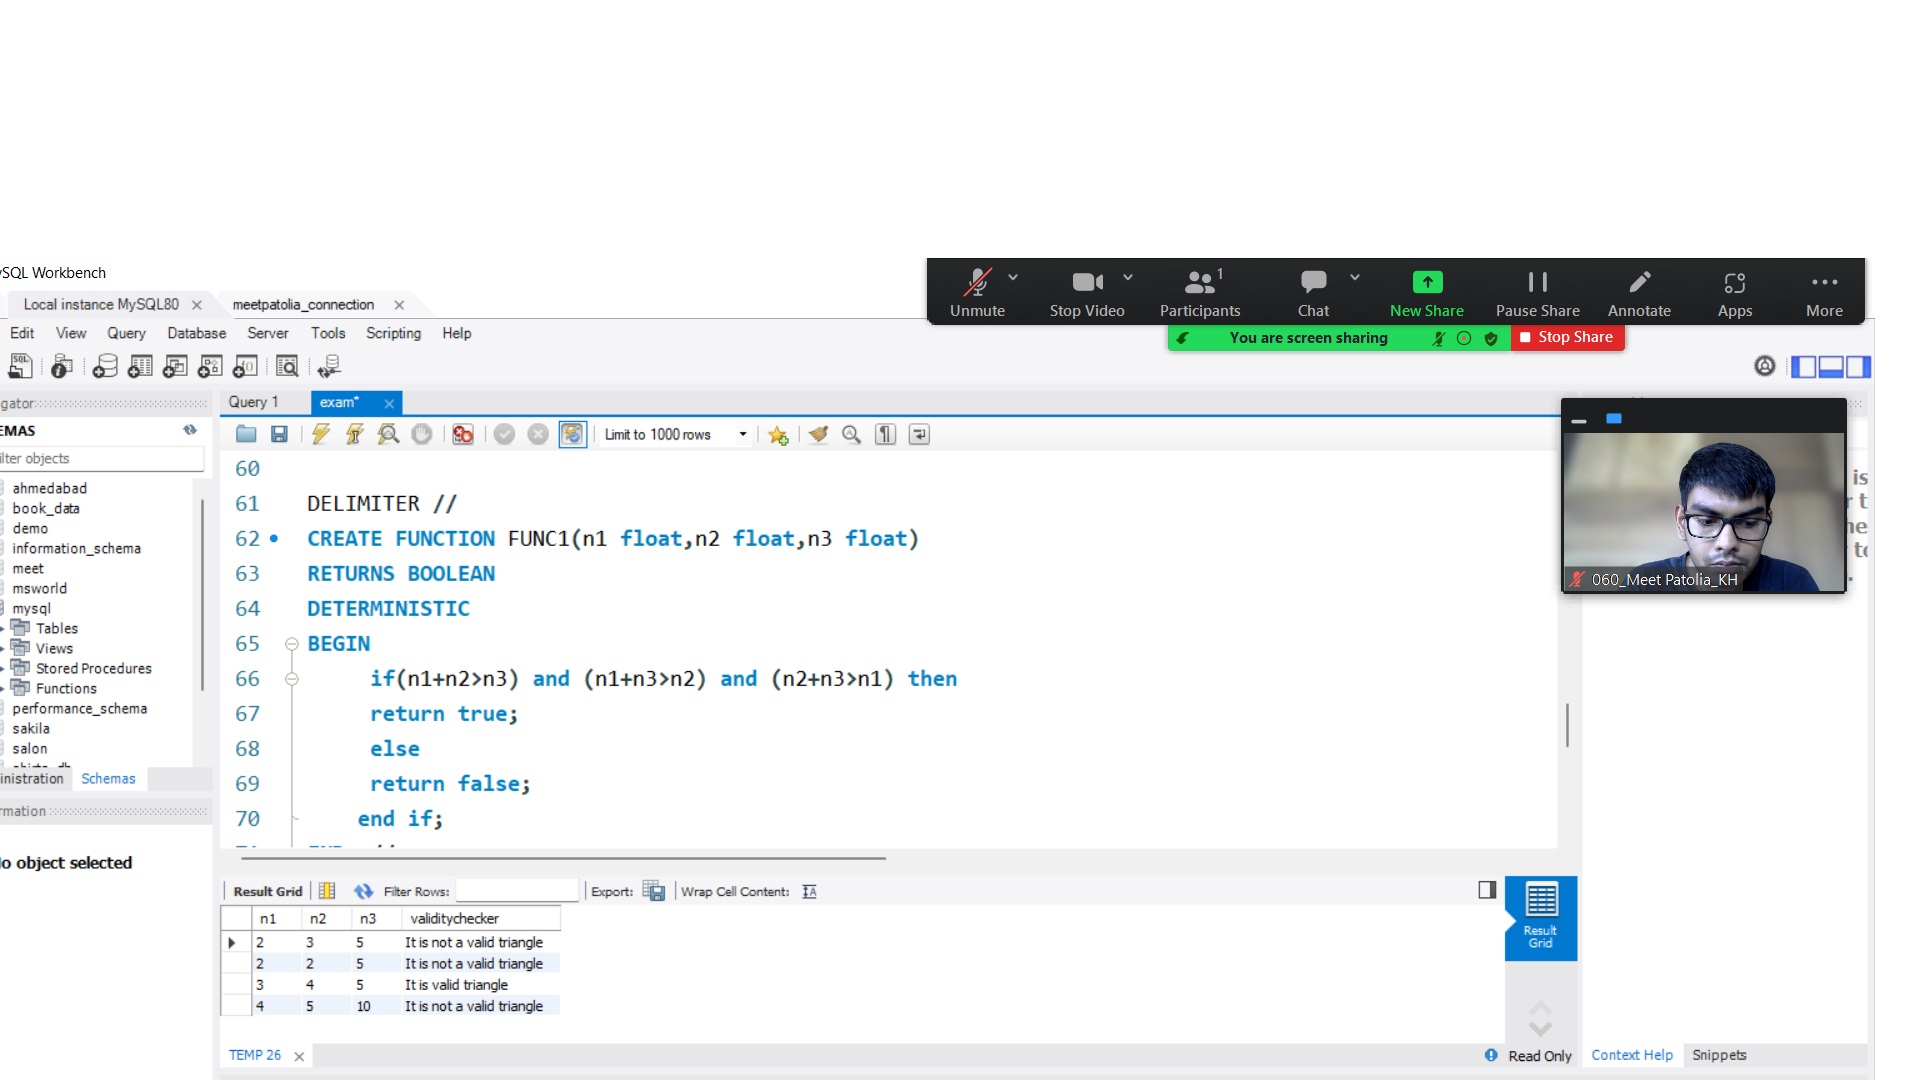 SQL Workbench
Local instance MySQL80
meetpatolia_connection
Unmute
Stop Video
1
Participants
Chat
New Share
Pause Share
Annotate
Apps
More
You are screen sharing
Stop Share
Edit View Query Database Server Tools Scripting Help
gator
Query 1
exam*
EMAS
ilter objects
Limit to 1000 rows
ahmedabad
book_data
demo
information_schema
meet
msworld
mysql
Tables
Views
Stored Procedures
Functions
performance_schema
sakila
salon
inistration
Schemas
rmation
o object selected
60
61 DELIMITER //
62 CREATE FUNCTION FUNC1(n1 float,n2 float,n3 float)
63 RETURNS BOOLEAN
64 DETERMINISTIC
65 BEGIN
66 if(n1+n2>n3) and (n1+n3>n2) and (n2+n3>n1) then
67 return true;
68 else
69 return false;
70 end if;
060_Meet Patolia_KH
is
Result Grid
Filter Rows:
Export:
Wrap Cell Content:
n1 n2 n3 validitychecker
2 3 5 It is not a valid triangle
2 2 5 It is not a valid triangle
3 4 5 It is valid triangle
4 5 10 It is not a valid triangle
Result
Grid
TEMP 26
Read Only
Context Help
Snippets